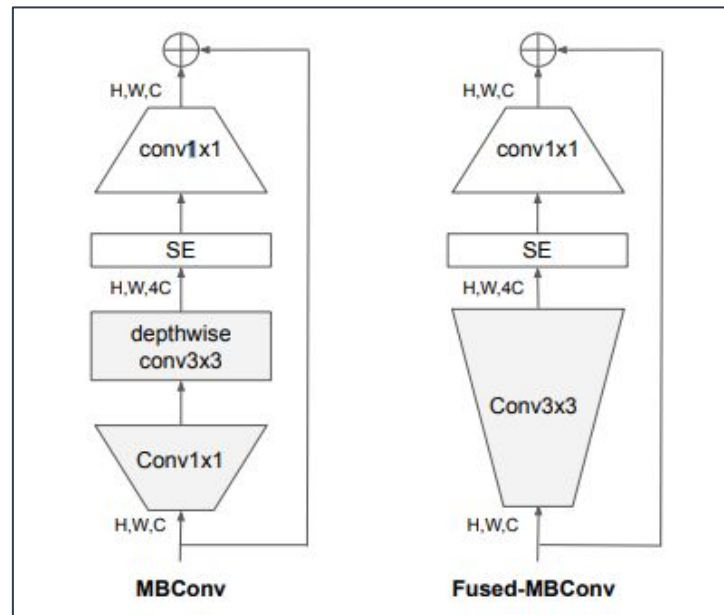 H,W,C
conv1x1
SE
H,W,4C
depthwise
conv3x3
Conv1x1
H,W,C
MBConv
H,W,C
conv1x1
SE
H,W,4C
Conv3x3
H,W,C
Fused-MBConv